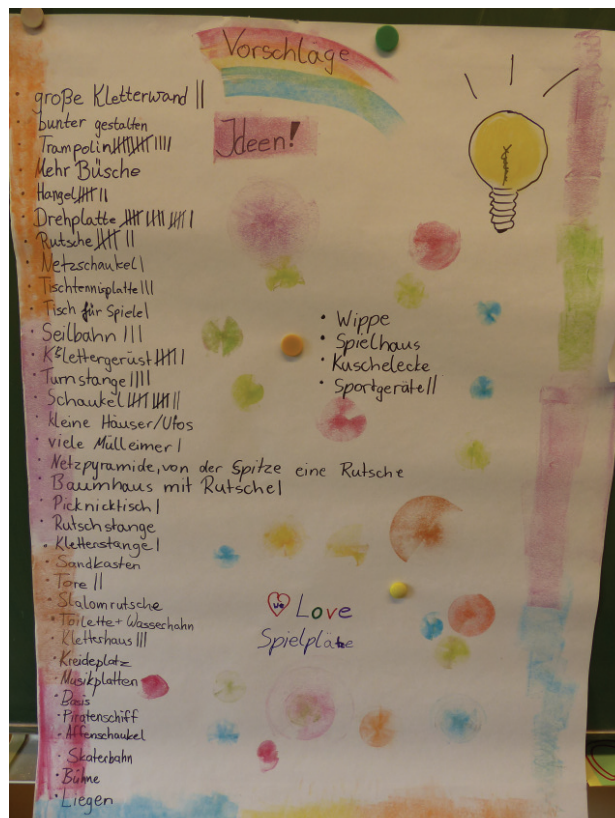 Vorschläge
Ideen!
• große Kletterwand ||
• bunter gestalten
• Trampolin |||| |||| ||||
• Mehr Büsche
• Hangel |||| ||
• Drehplatte |||| |||| |||| |
• Rutsche |||| ||
• Netzschaukel |
• Tischtennisplatte |||
• Tisch für Spiele |
• Seilbahn |||
• Klettergerüst |||| |
• Turnstange ||||
• Schaukel |||| |||| ||
• kleine Häuser/Ufos
• viele Mülleimer |
• Netzpyramide, von der Spitze eine Rutsche
• Baumhaus mit Rutsche |
• Picknicktisch |
• Rutschstange
• Kletterstange |
• Sandkasten
• Tore ||
• Slalomrutsche
• Toilette + Wasserhahn
• Kletterhaus |||
• Kreideplatz
• Musikplatten
• Basis
• Piratenschiff
• Affenschaukel
• Skaterbahn
• Bühne
• Liegen
• Wippe
• Spielhaus
• Kuschelecke
• Sportgeräte ||
we Love
Spielplätze